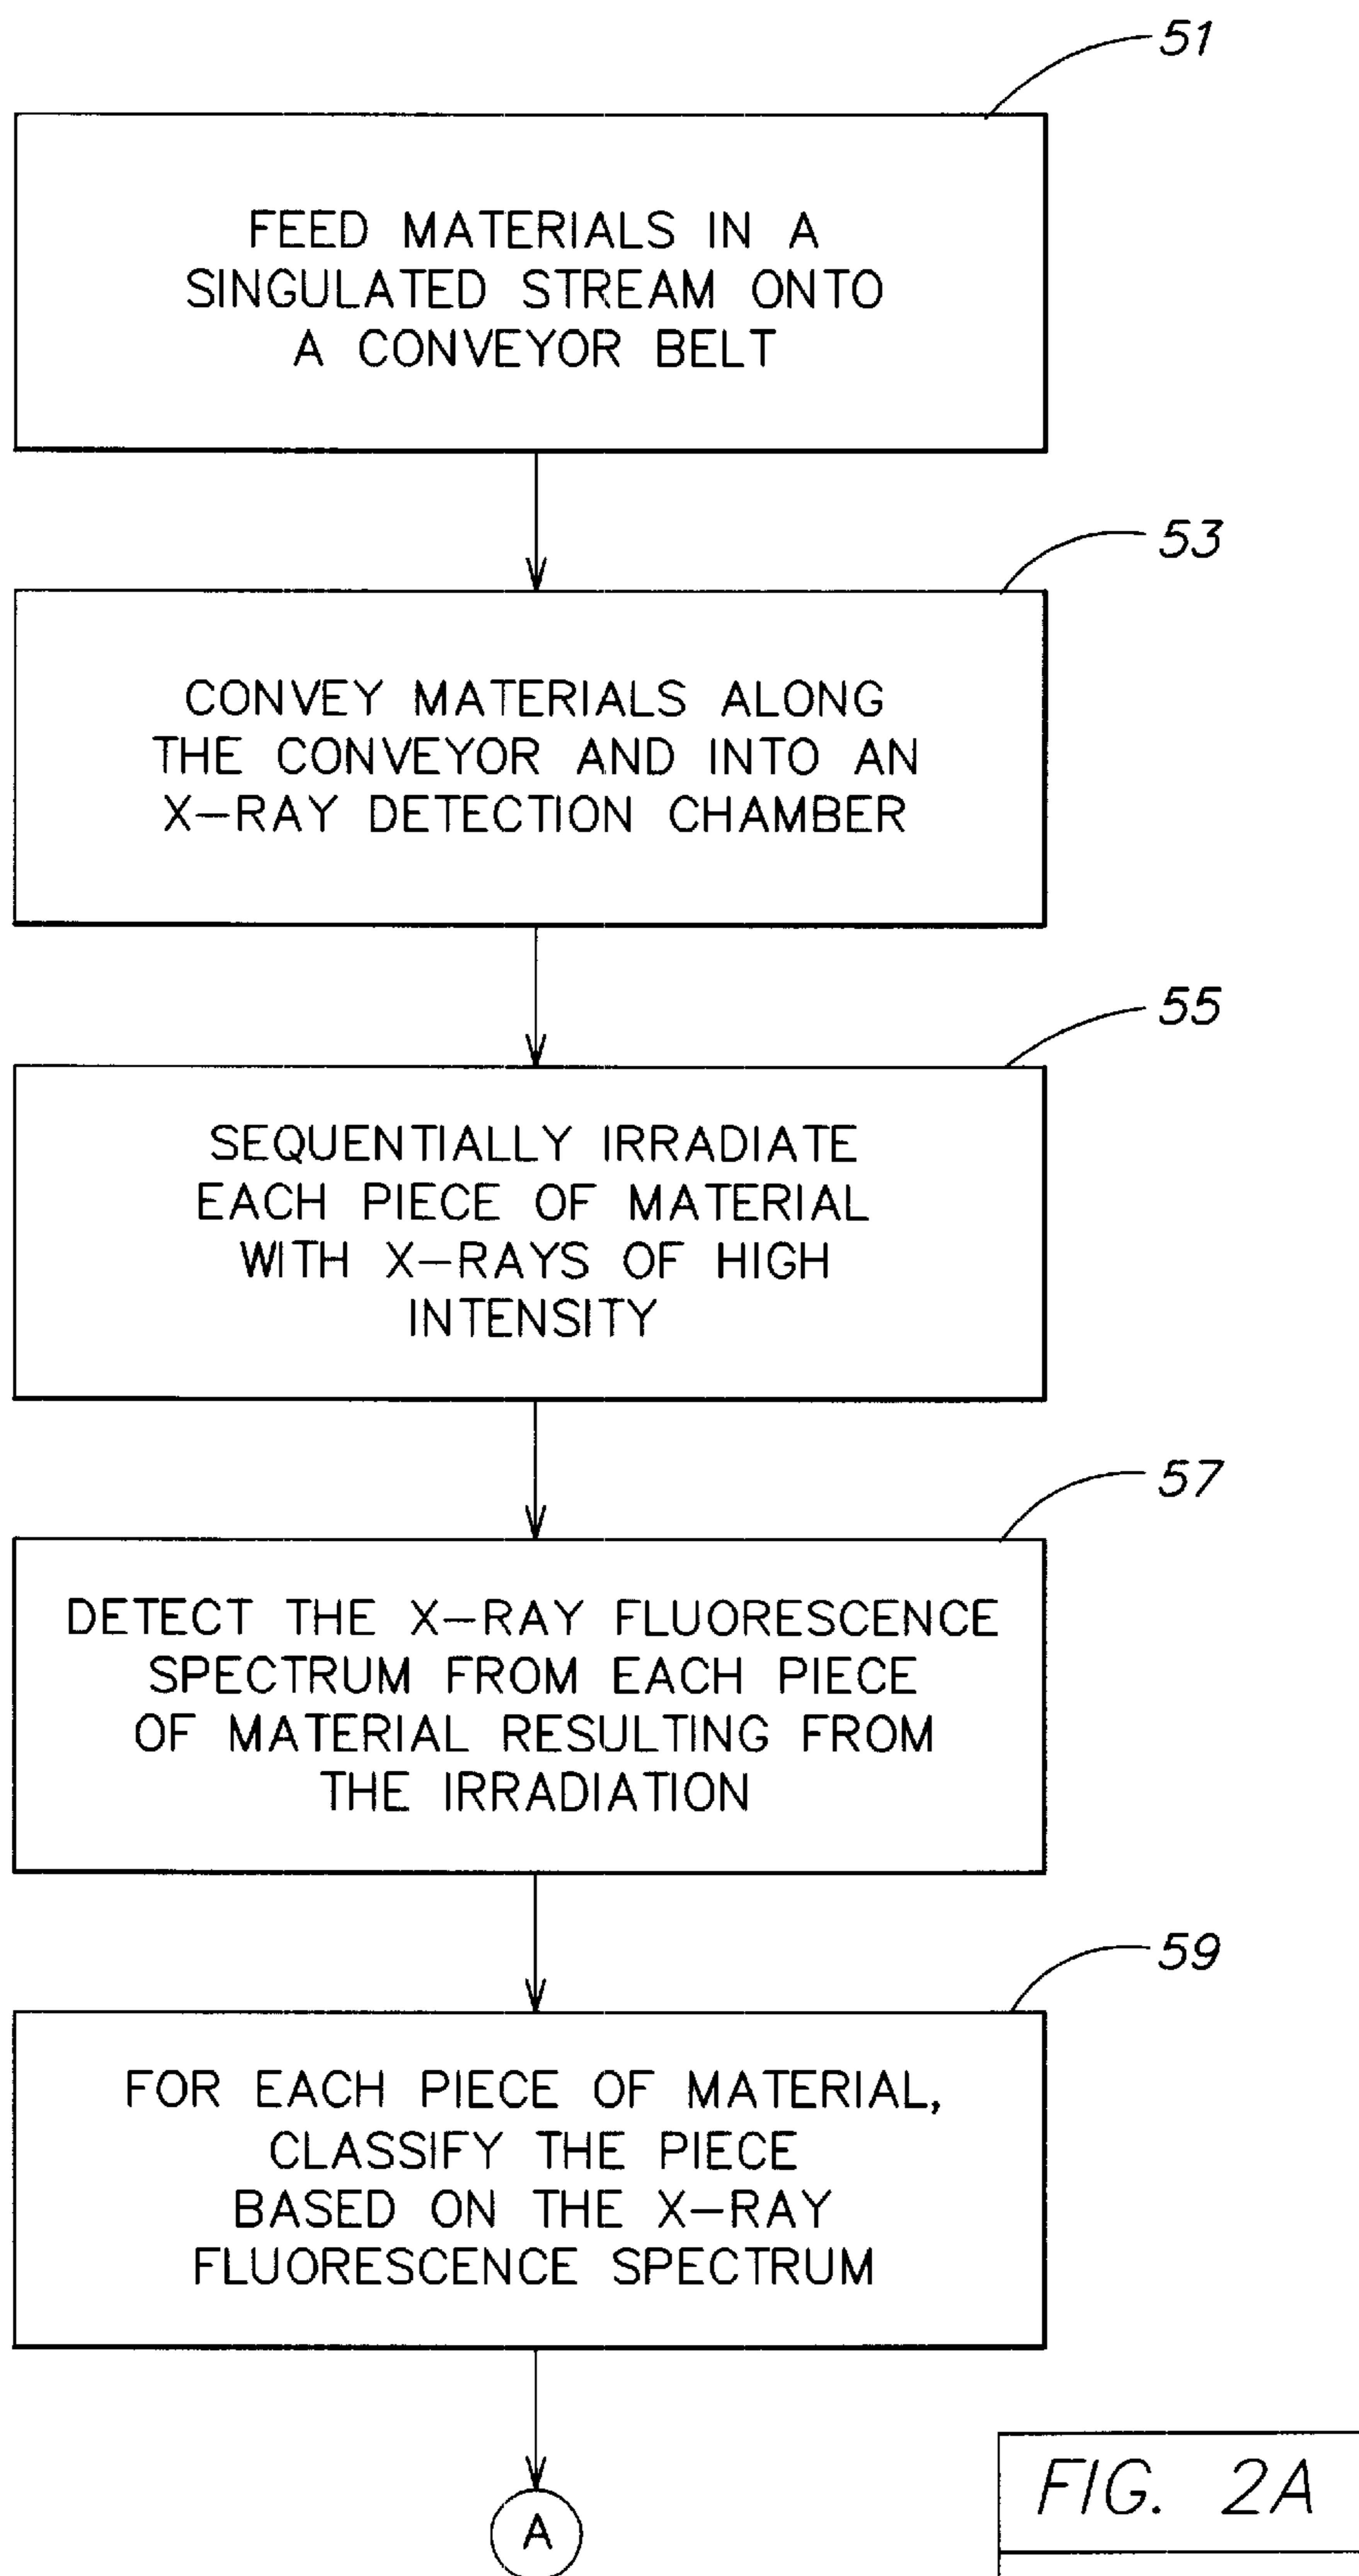 51
FEED MATERIALS IN A
SINGULATED STREAM ONTO
A CONVEYOR BELT
53
CONVEY MATERIALS ALONG
THE CONVEYOR AND INTO AN
X-RAY DETECTION CHAMBER
55
SEQUENTIALLY IRRADIATE
EACH PIECE OF MATERIAL
WITH X-RAYS OF HIGH
INTENSITY
57
DETECT THE X-RAY FLUORESCENCE
SPECTRUM FROM EACH PIECE
OF MATERIAL RESULTING FROM
THE IRRADIATION
59
FOR EACH PIECE OF MATERIAL,
CLASSIFY THE PIECE
BASED ON THE X-RAY
FLUORESCENCE SPECTRUM
A
FIG. 2A